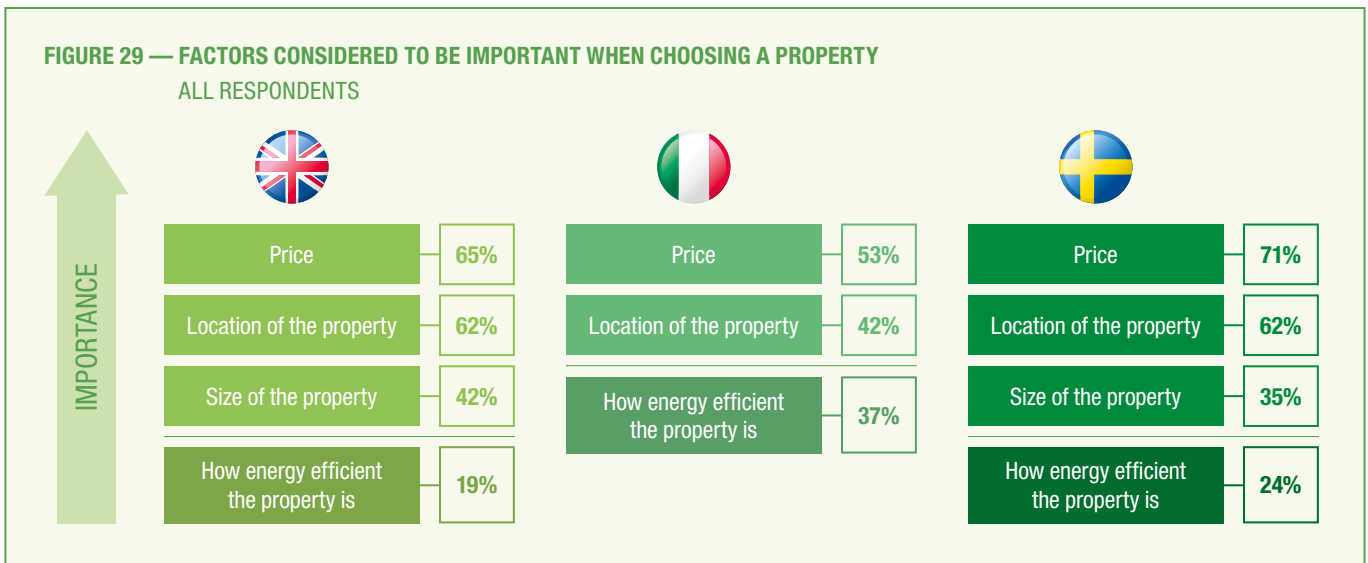 FIGURE 29 — FACTORS CONSIDERED TO BE IMPORTANT WHEN CHOOSING A PROPERTY
ALL RESPONDENTS
IMPORTANCE
Price
65%
Location of the property
62%
Size of the property
42%
How energy efficient
the property is
19%
Price
53%
Location of the property
42%
How energy efficient
the property is
37%
Price
71%
Location of the property
62%
Size of the property
35%
How energy efficient
the property is
24%